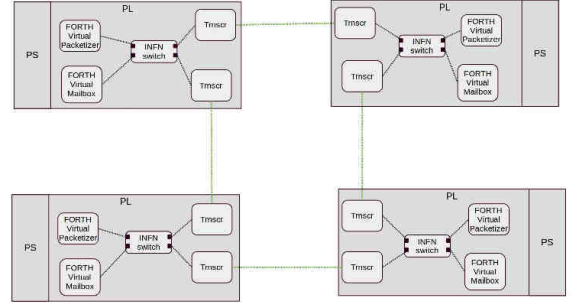 PL
PS
FORTH
Virtual
Packetizer
FORTH
Virtual
Mailbox
INFN
switch
Trnscr
Trnscr
PL
Trnscr
Trnscr
INFN
switch
FORTH
Virtual
Packetizer
FORTH
Virtual
Mailbox
PS
PL
PS
FORTH
Virtual
Packetizer
FORTH
Virtual
Mailbox
INFN
switch
Trnscr
Trnscr
PL
Trnscr
Trnscr
INFN
switch
FORTH
Virtual
Packetizer
FORTH
Virtual
Mailbox
PS